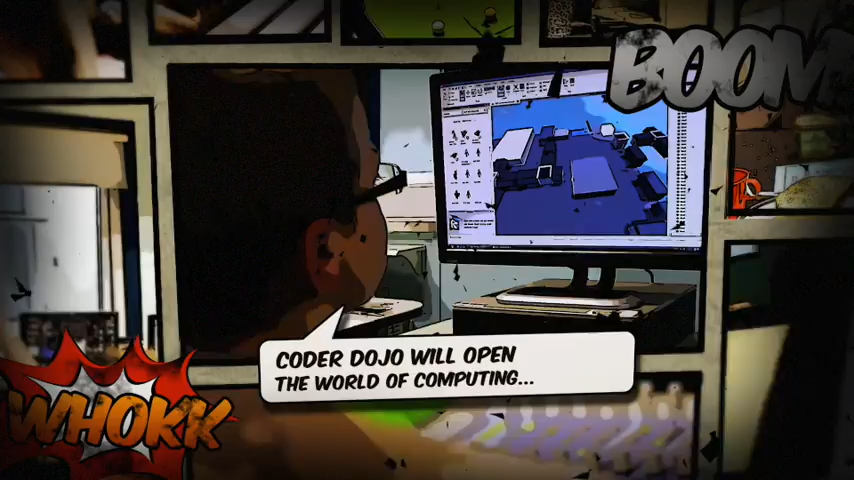 BOOM
CODER DOJO WILL OPEN
THE WORLD OF COMPUTING...
WHOKK